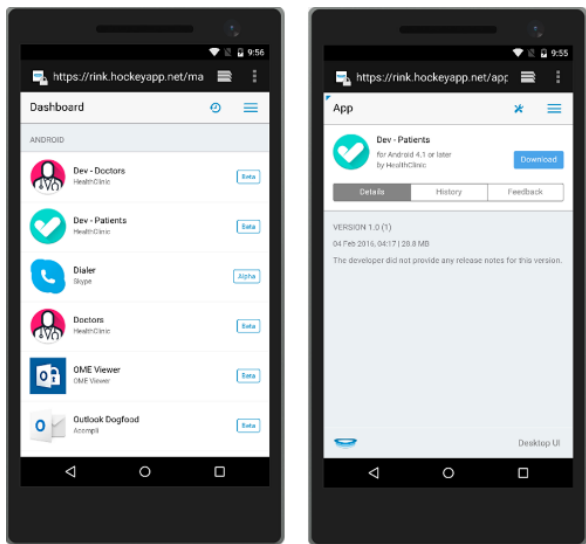 9:56
https://rink.hockeyapp.net/ma
Dashboard
ANDROID
Dev - Doctors
HealthClinic
Beta
Dev - Patients
HealthClinic
Beta
Dialer
Skype
Alpha
Doctors
HealthClinic
Beta
OME Viewer
OME Viewer
Beta
Outlook Dogfood
Acompli
Beta
9:55
https://rink.hockeyapp.net/app
App
Dev - Patients
for Android 4.1 or later
by HealthClinic
Download
Details History Feedback
VERSION 1.0 (1)
04 Feb 2016, 04:17 | 28.8 MB
The developer did not provide any release notes for this version.
Desktop UI